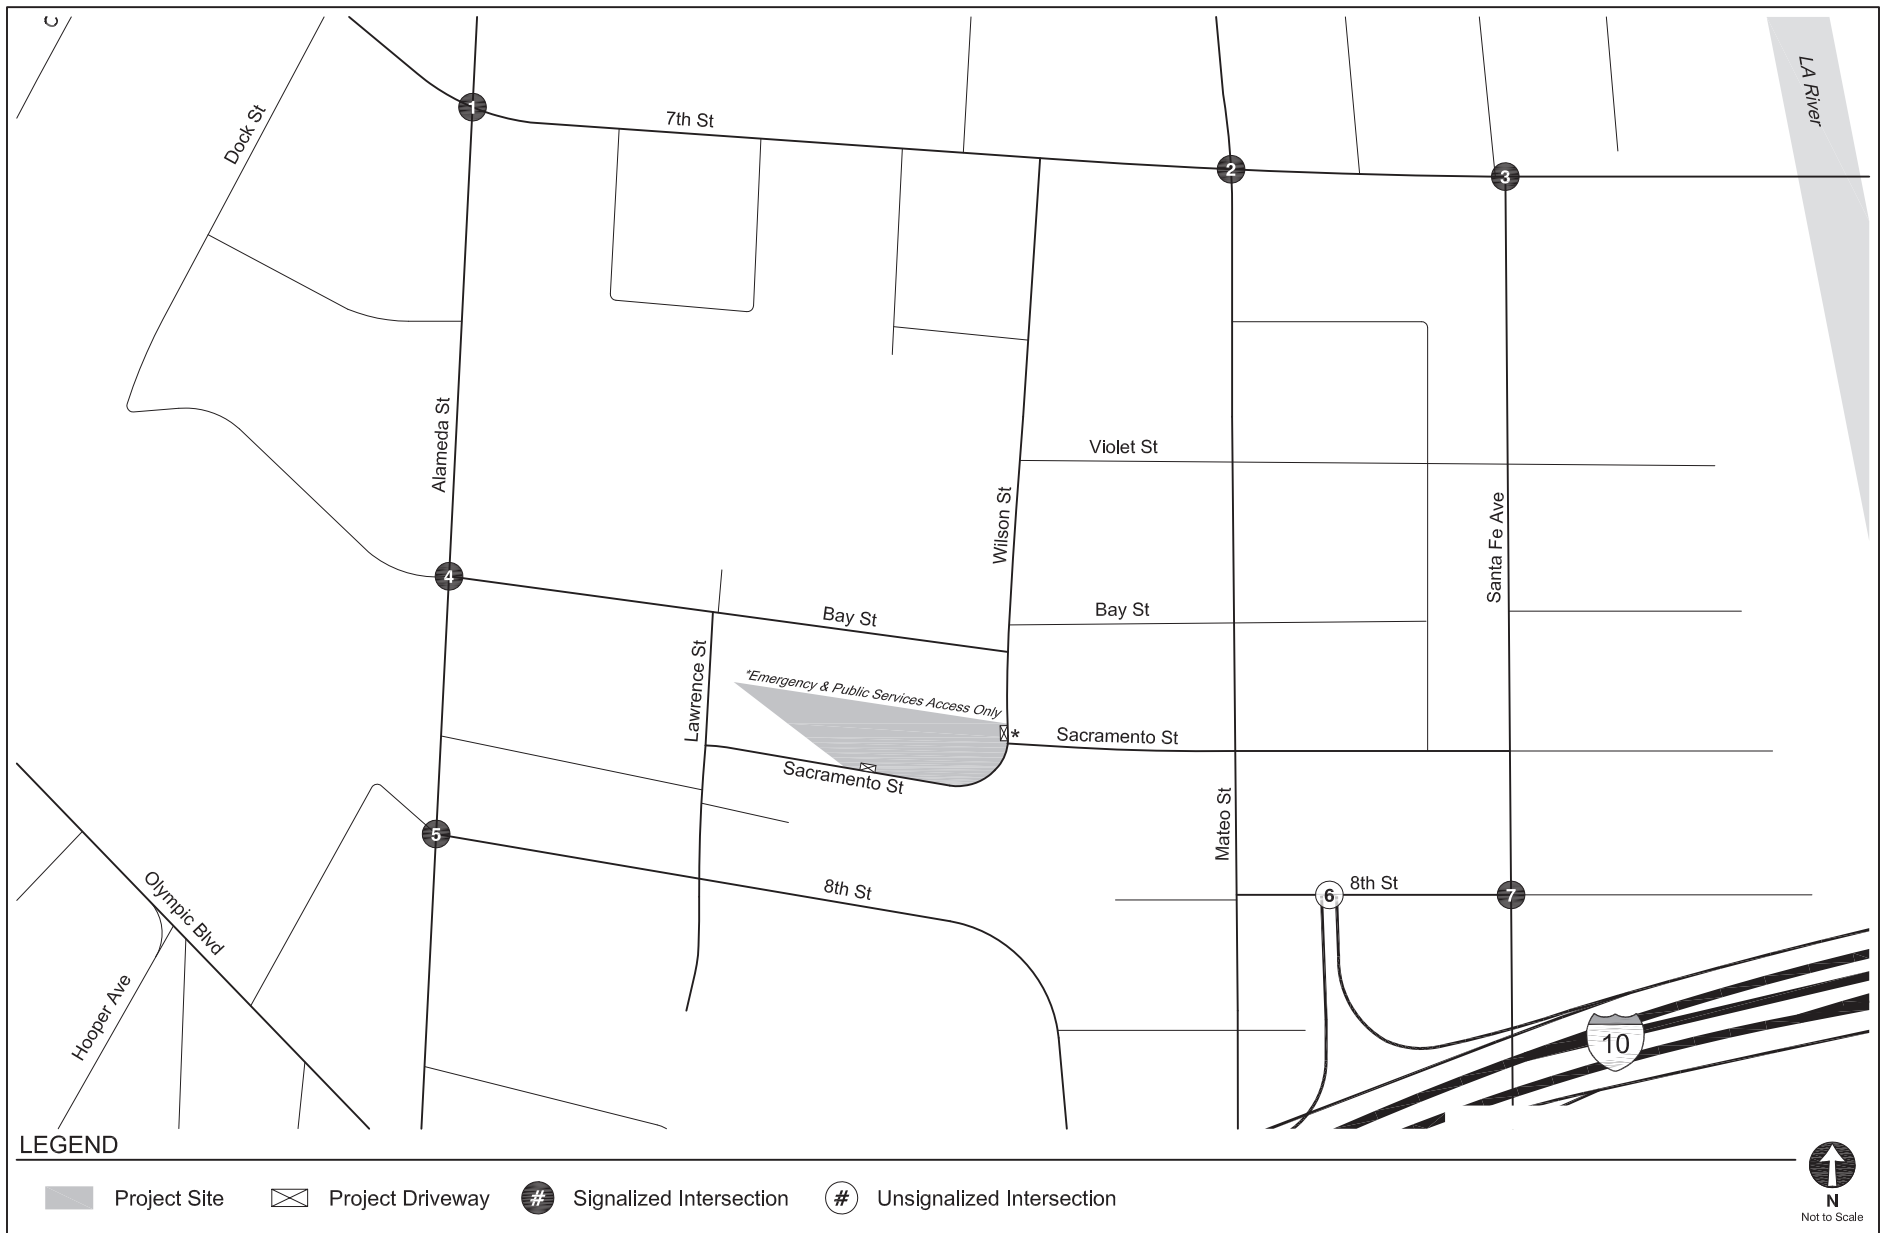 C
LA River
Dock St
1
7th St
2
3
Alameda St
Violet St
Wilson St
Santa Fe Ave
4
Bay St
Bay St
Lawrence St
*Emergency & Public Services Access Only
*
Sacramento St
Sacramento St
Mateo St
5
8th St
8th St
6
7
Olympic Blvd
Hooper Ave
10
LEGEND
Project Site
Project Driveway
# Signalized Intersection
# Unsignalized Intersection
N
Not to Scale